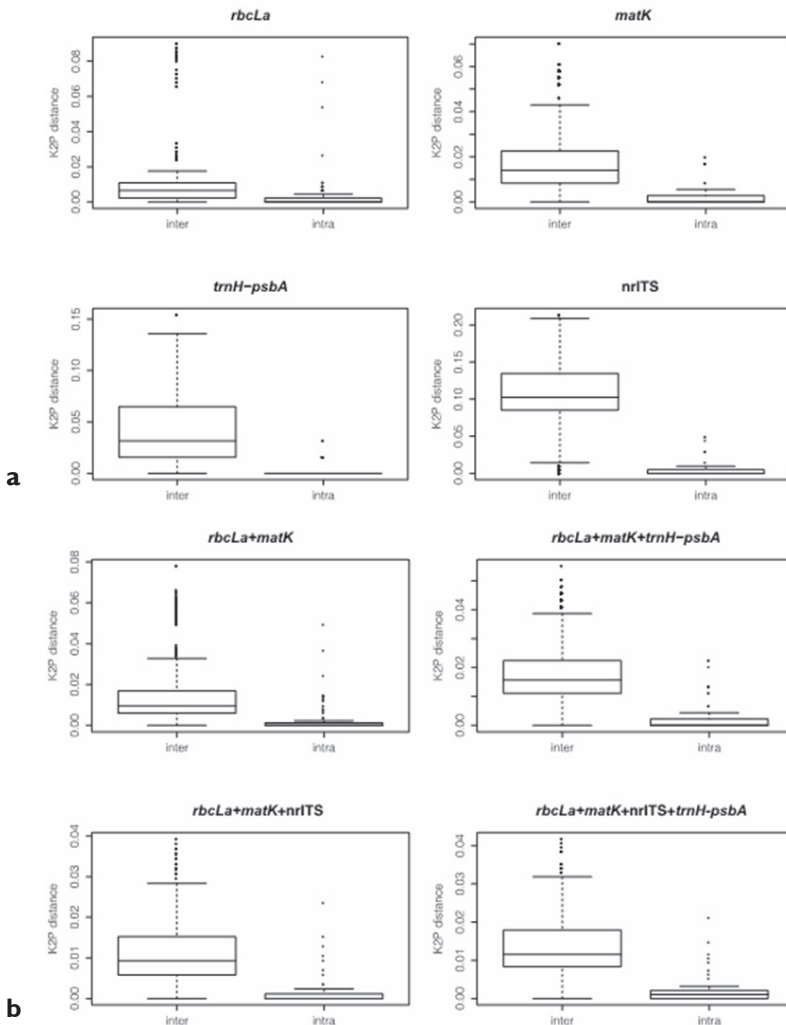 rbcLa
K2P distance
0.00 0.02 0.04 0.06 0.08
inter intra
matK
K2P distance
0.00 0.02 0.04 0.06
inter intra
trnH−psbA
K2P distance
0.00 0.05 0.10 0.15
inter intra
nrITS
K2P distance
0.00 0.05 0.10 0.15 0.20
inter intra
a
rbcLa+matK
K2P distance
0.00 0.02 0.04 0.06 0.08
inter intra
rbcLa+matK+trnH−psbA
K2P distance
0.00 0.02 0.04
inter intra
rbcLa+matK+nrITS
K2P distance
0.00 0.01 0.02 0.03 0.04
inter intra
rbcLa+matK+nrITS+trnH-psbA
K2P distance
0.00 0.01 0.02 0.03 0.04
inter intra
b